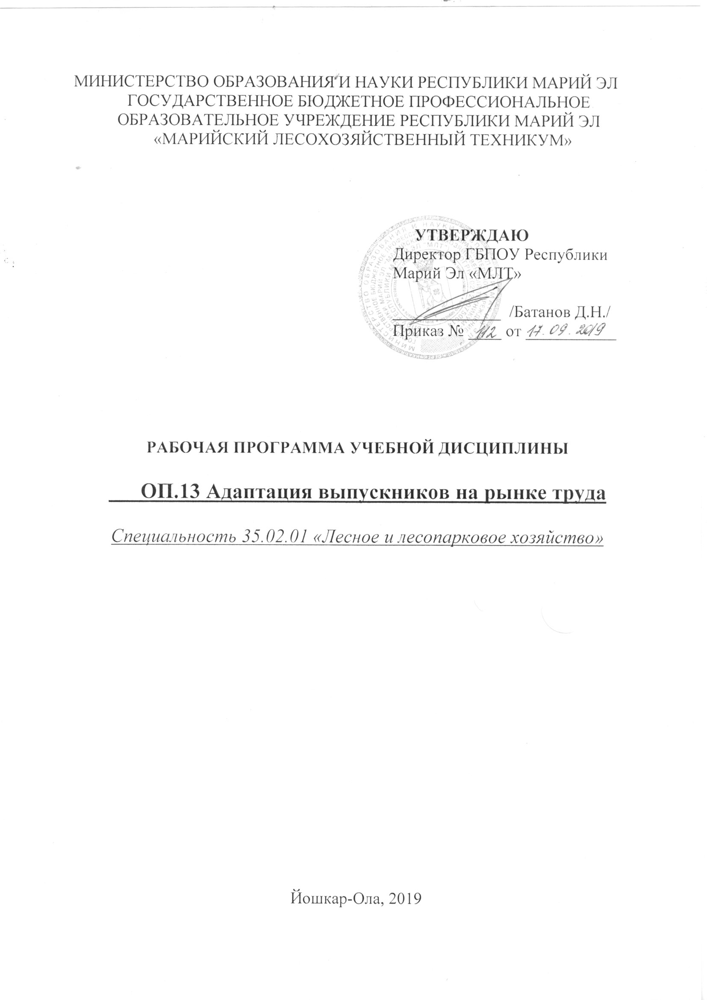 МИНИСТЕРСТВО ОБРАЗОВАНИЯ И НАУКИ РЕСПУБЛИКИ МАРИЙ ЭЛ
ГОСУДАРСТВЕННОЕ БЮДЖЕТНОЕ ПРОФЕССИОНАЛЬНОЕ
ОБРАЗОВАТЕЛЬНОЕ УЧРЕЖДЕНИЕ РЕСПУБЛИКИ МАРИЙ ЭЛ
«МАРИЙСКИЙ ЛЕСОХОЗЯЙСТВЕННЫЙ ТЕХНИКУМ»
УТВЕРЖДАЮ
Директор ГБПОУ Республики
Марий Эл «МЛТ»
/Батанов Д.Н./
Приказ № 112 от 17.09.2019
РАБОЧАЯ ПРОГРАММА УЧЕБНОЙ ДИСЦИПЛИНЫ
ОП.13 Адаптация выпускников на рынке труда
Специальность 35.02.01 «Лесное и лесопарковое хозяйство»
Йошкар-Ола, 2019